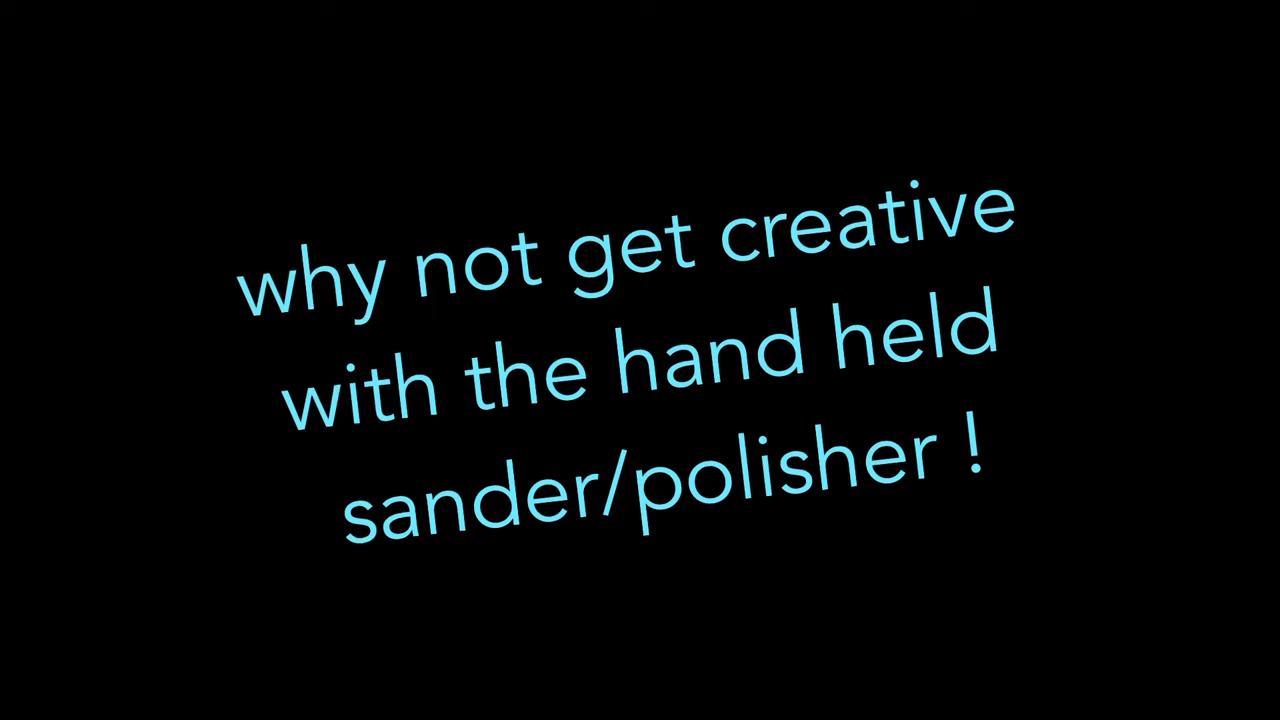 why not get creative
with the hand held
sander/polisher !